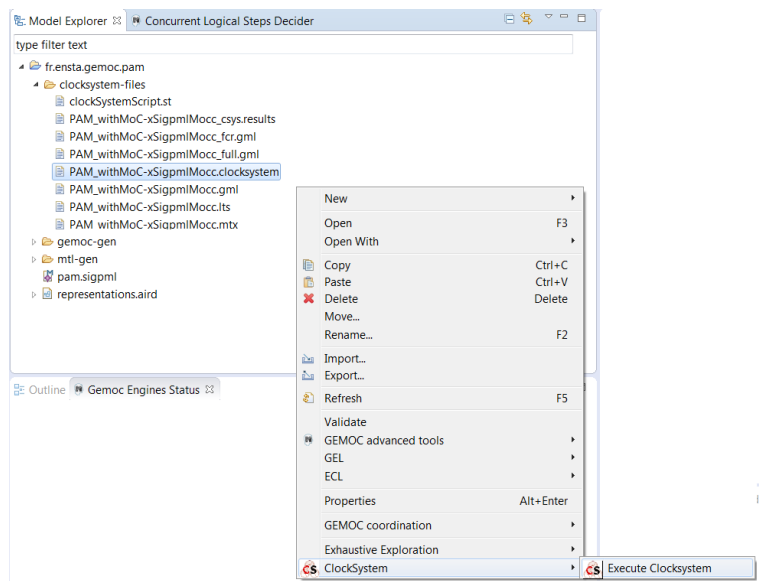 Model Explorer
Concurrent Logical Steps Decider
type filter text
fr.ensta.gemoc.pam
clocksystem-files
clockSystemScript.st
PAM_withMoC-xSigpmlMocc_csys.results
PAM_withMoC-xSigpmlMocc_fcr.gml
PAM_withMoC-xSigpmlMocc_full.gml
PAM_withMoC-xSigpmlMocc.clocksystem
PAM_withMoC-xSigpmlMocc.gml
PAM_withMoC-xSigpmlMocc.lts
PAM_withMoC-xSigpmlMocc.mtx
gemoc-gen
mtl-gen
pam.sigpml
representations.aird
Outline
Gemoc Engines Status
New
Open F3
Open With
Copy Ctrl+C
Paste Ctrl+V
Delete Delete
Move...
Rename... F2
Import...
Export...
Refresh F5
Validate
GEMOC advanced tools
GEL
ECL
Properties Alt+Enter
GEMOC coordination
Exhaustive Exploration
CS ClockSystem
CS Execute Clocksystem